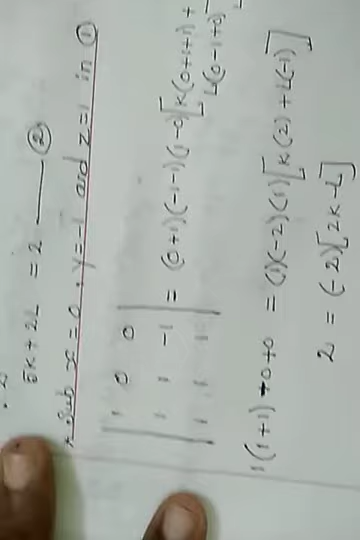 5K + 2L = 2 —— ②
* Sub x = 0, y = -1 and z = 1 in ①
| 1 0 0 |
| 1 1 -1 | = (0+1)(-1-1)(1-0)[K(0+1+1) +
| 1 1 1 | L(0-1+0)
1(1+1)+0+0 = (1)(-2)(1)[K(2)+L(-1)]
2 = (-2)[2K-L]